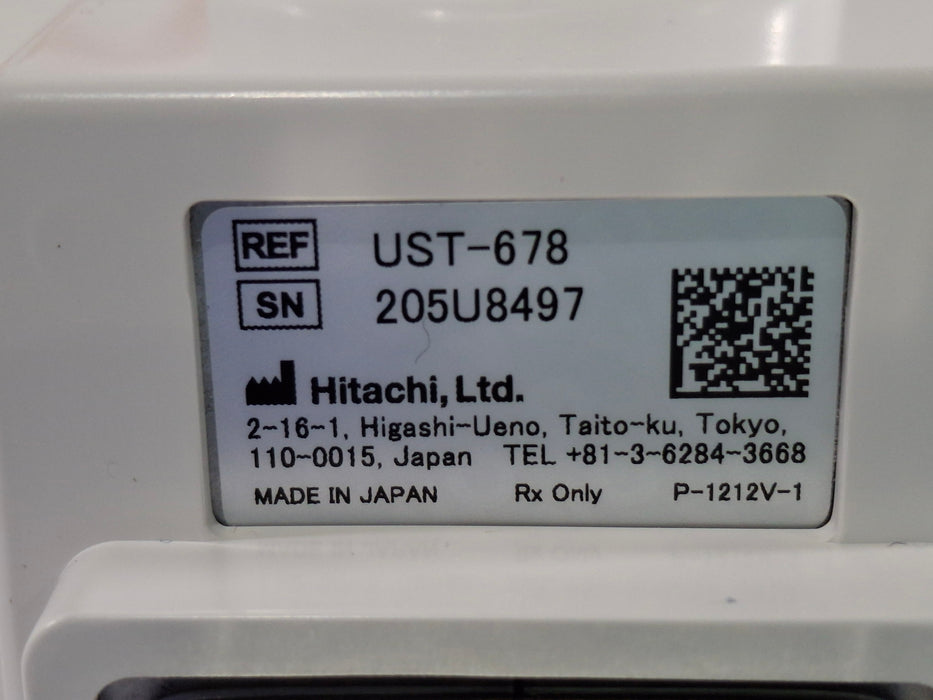 REF UST-678
SN 205U8497
Hitachi, Ltd.
2-16-1, Higashi-Ueno, Taito-ku, Tokyo,
110-0015, Japan TEL +81-3-6284-3668
MADE IN JAPAN Rx Only P-1212V-1